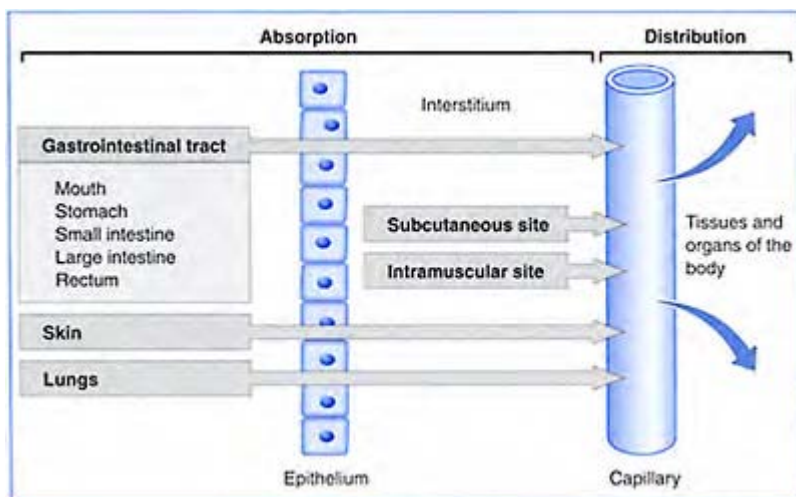 Absorption
Distribution
Interstitium
Gastrointestinal tract
Mouth
Stomach
Small intestine
Large intestine
Rectum
Subcutaneous site
Intramuscular site
Tissues and
organs of the
body
Skin
Lungs
Epithelium
Capillary